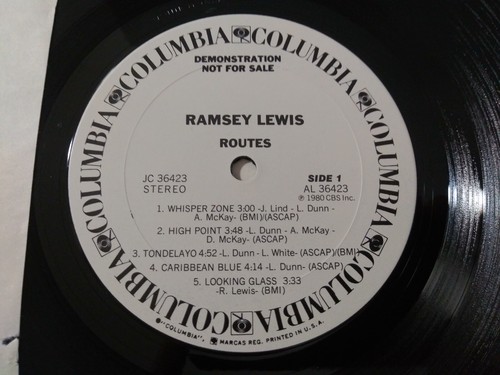 COLUMBIA COLUMBIA COLUMBIA COLUMBIA COLUMBIA COLUMBIA
DEMONSTRATION
NOT FOR SALE
RAMSEY LEWIS
ROUTES
JC 36423 SIDE 1
STEREO AL 36423
℗ 1980 CBS Inc.
1. WHISPER ZONE 3:00 -J. Lind - L. Dunn -
A. McKay- (BMI)/(ASCAP)
2. HIGH POINT 3:48 -L. Dunn - A. McKay -
D. McKay- (ASCAP)
3. TONDELAYO 4:52 -L. Dunn - L. White- (ASCAP)/(BMI)
4. CARIBBEAN BLUE 4:14 -L. Dunn- (ASCAP)
5. LOOKING GLASS 3:33
-R. Lewis- (BMI)
"COLUMBIA" MARCAS REG. PRINTED IN U.S.A.